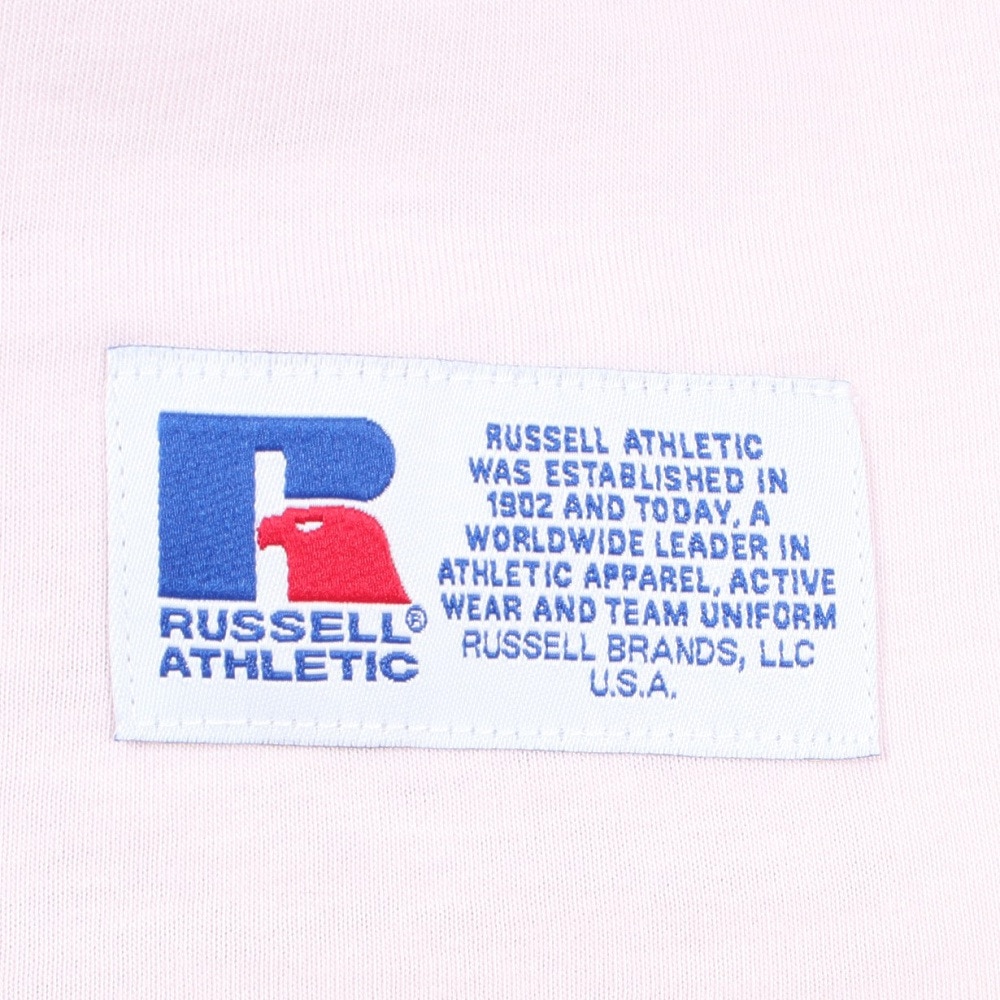 RUSSELL®
ATHLETIC
RUSSELL ATHLETIC
WAS ESTABLISHED IN
1902 AND TODAY, A
WORLDWIDE LEADER IN
ATHLETIC APPAREL, ACTIVE
WEAR AND TEAM UNIFORM
RUSSELL BRANDS, LLC
U.S.A.